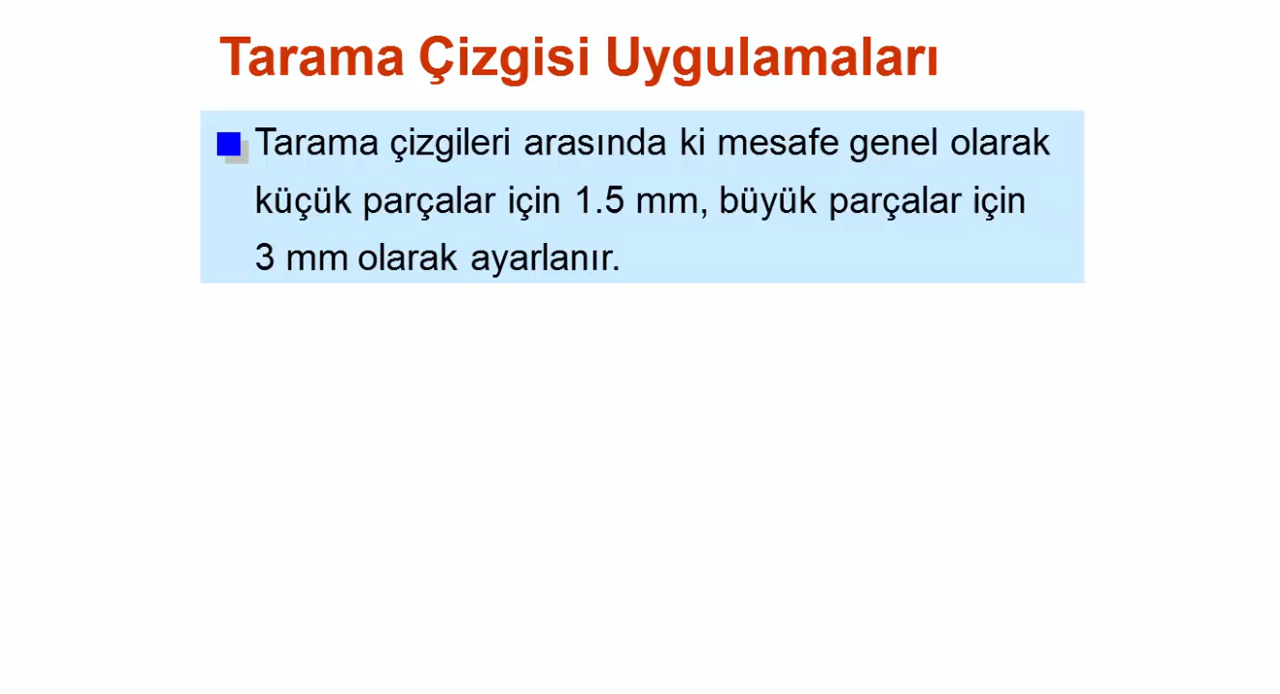 Tarama Çizgisi Uygulamaları
Tarama çizgileri arasında ki mesafe genel olarak
küçük parçalar için 1.5 mm, büyük parçalar için
3 mm olarak ayarlanır.